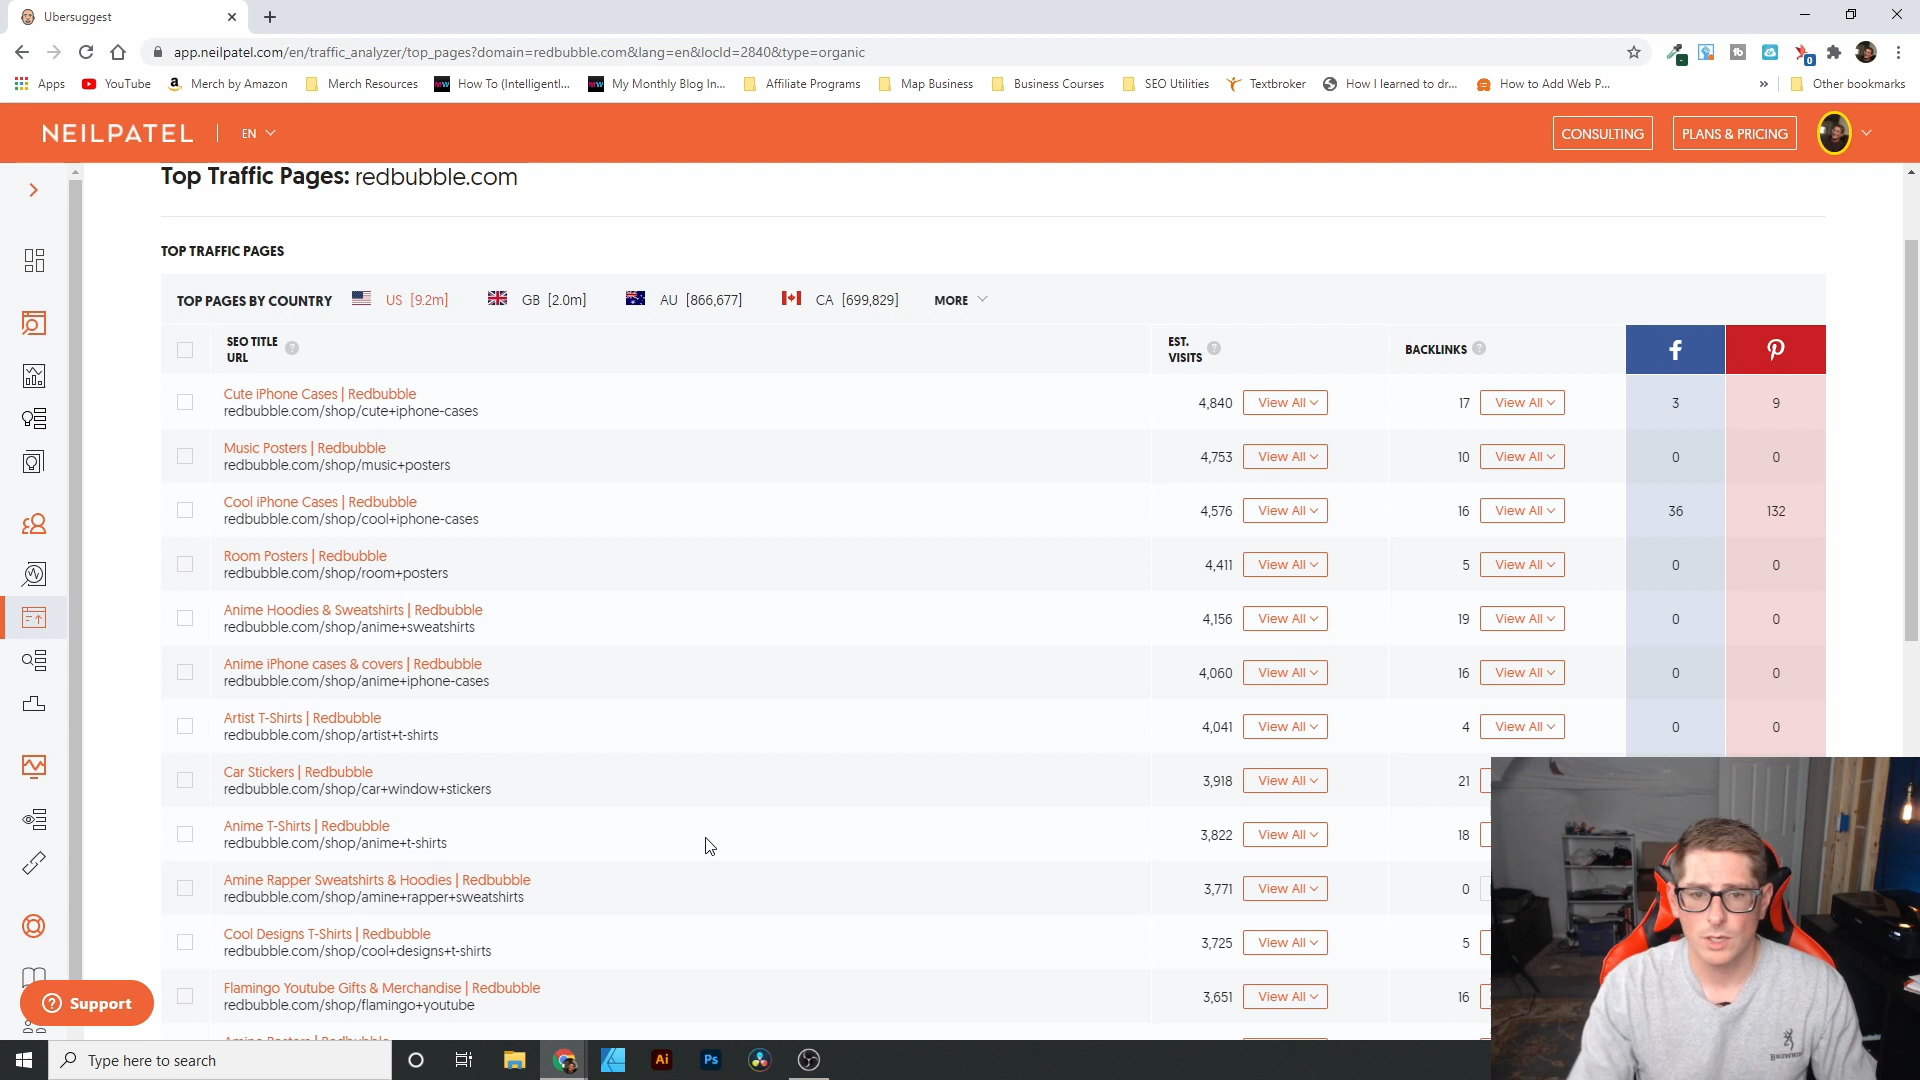 Ubersuggest
app.neilpatel.com/en/traffic_analyzer/top_pages?domain=redbubble.com&lang=en&locId=2840&type=organic
Apps YouTube Merch by Amazon Merch Resources How To (Intelligentl... My Monthly Blog In... Affiliate Programs Map Business Business Courses SEO Utilities Textbroker How I learned to dr... How to Add Web P... » Other bookmarks
NEILPATEL EN CONSULTING PLANS & PRICING
Top Traffic Pages: redbubble.com
TOP TRAFFIC PAGES
TOP PAGES BY COUNTRY US [9.2m] GB [2.0m] AU [866,677] CA [699,829] MORE
SEO TITLE
URL
EST.
VISITS
BACKLINKS
Cute iPhone Cases | Redbubble
redbubble.com/shop/cute+iphone-cases
4,840 View All 17 View All 3 9
Music Posters | Redbubble
redbubble.com/shop/music+posters
4,753 View All 10 View All 0 0
Cool iPhone Cases | Redbubble
redbubble.com/shop/cool+iphone-cases
4,576 View All 16 View All 36 132
Room Posters | Redbubble
redbubble.com/shop/room+posters
4,411 View All 5 View All 0 0
Anime Hoodies & Sweatshirts | Redbubble
redbubble.com/shop/anime+sweatshirts
4,156 View All 19 View All 0 0
Anime iPhone cases & covers | Redbubble
redbubble.com/shop/anime+iphone-cases
4,060 View All 16 View All 0 0
Artist T-Shirts | Redbubble
redbubble.com/shop/artist+t-shirts
4,041 View All 4 View All 0 0
Car Stickers | Redbubble
redbubble.com/shop/car+window+stickers
3,918 View All 21
Anime T-Shirts | Redbubble
redbubble.com/shop/anime+t-shirts
3,822 View All 18
Amine Rapper Sweatshirts & Hoodies | Redbubble
redbubble.com/shop/amine+rapper+sweatshirts
3,771 View All 0
Cool Designs T-Shirts | Redbubble
redbubble.com/shop/cool+designs+t-shirts
3,725 View All 5
Flamingo Youtube Gifts & Merchandise | Redbubble
redbubble.com/shop/flamingo+youtube
3,651 View All 16
Support
BROWNING
Type here to search
Ai Ps